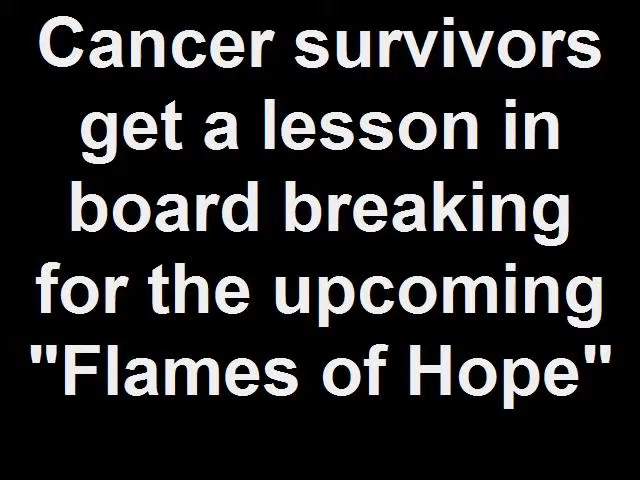 Cancer survivors
get a lesson in
board breaking
for the upcoming
"Flames of Hope"